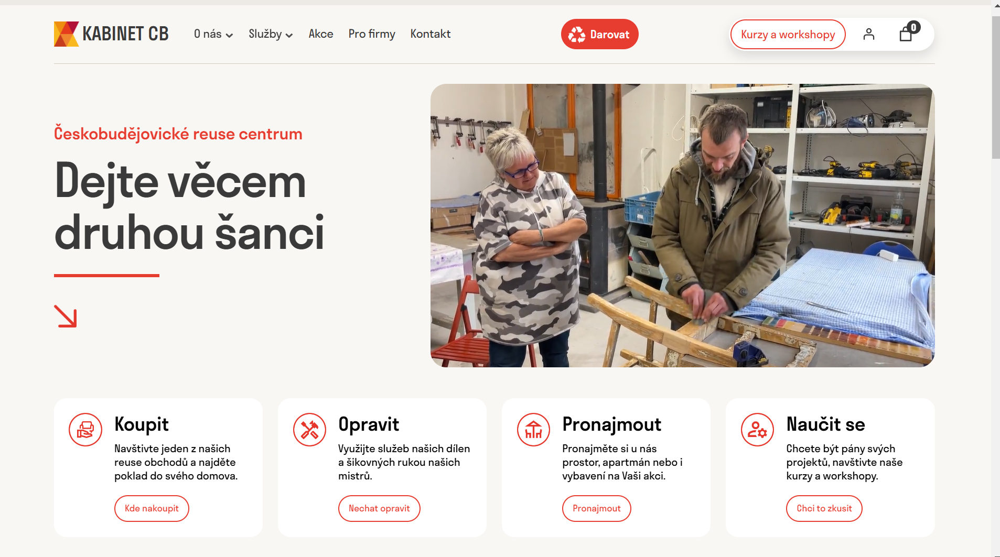 KABINET CB
O nás
Služby
Akce
Pro firmy
Kontakt
Darovat
Kurzy a workshopy
0
Českobudějovické reuse centrum
Dejte věcem
druhou šanci
Koupit
Navštivte jeden z našich
reuse obchodů a najděte
poklad do svého domova.
Kde nakoupit
Opravit
Využijte služeb našich dílen
a šikovných rukou našich
mistrů.
Nechat opravit
Pronajmout
Pronajměte si u nás
prostor, apartmán nebo i
vybavení na Vaši akci.
Pronajmout
Naučit se
Chcete být pány svých
projektů, navštivte naše
kurzy a workshopy.
Chci to zkusit